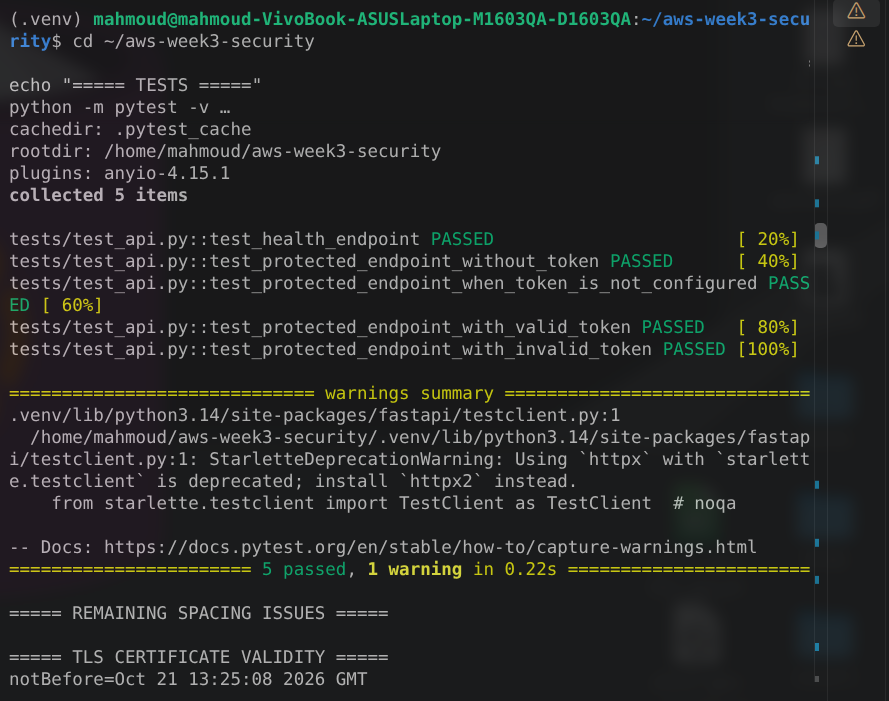 (.venv) mahmoud@mahmoud-VivoBook-ASUSLaptop-M1603QA-D1603QA:~/aws-week3-secu
rity$ cd ~/aws-week3-security
echo "===== TESTS ====="
python -m pytest -v …
cachedir: .pytest_cache
rootdir: /home/mahmoud/aws-week3-security
plugins: anyio-4.15.1
collected 5 items
tests/test_api.py::test_health_endpoint PASSED [ 20%]
tests/test_api.py::test_protected_endpoint_without_token PASSED [ 40%]
tests/test_api.py::test_protected_endpoint_when_token_is_not_configured PASS
ED [ 60%]
tests/test_api.py::test_protected_endpoint_with_valid_token PASSED [ 80%]
tests/test_api.py::test_protected_endpoint_with_invalid_token PASSED [100%]
============================= warnings summary =============================
.venv/lib/python3.14/site-packages/fastapi/testclient.py:1
/home/mahmoud/aws-week3-security/.venv/lib/python3.14/site-packages/fastap
i/testclient.py:1: StarletteDeprecationWarning: Using `httpx` with `starlett
e.testclient` is deprecated; install `httpx2` instead.
from starlette.testclient import TestClient as TestClient # noqa
-- Docs: https://docs.pytest.org/en/stable/how-to/capture-warnings.html
======================= 5 passed, 1 warning in 0.22s =======================
===== REMAINING SPACING ISSUES =====
===== TLS CERTIFICATE VALIDITY =====
notBefore=Oct 21 13:25:08 2026 GMT